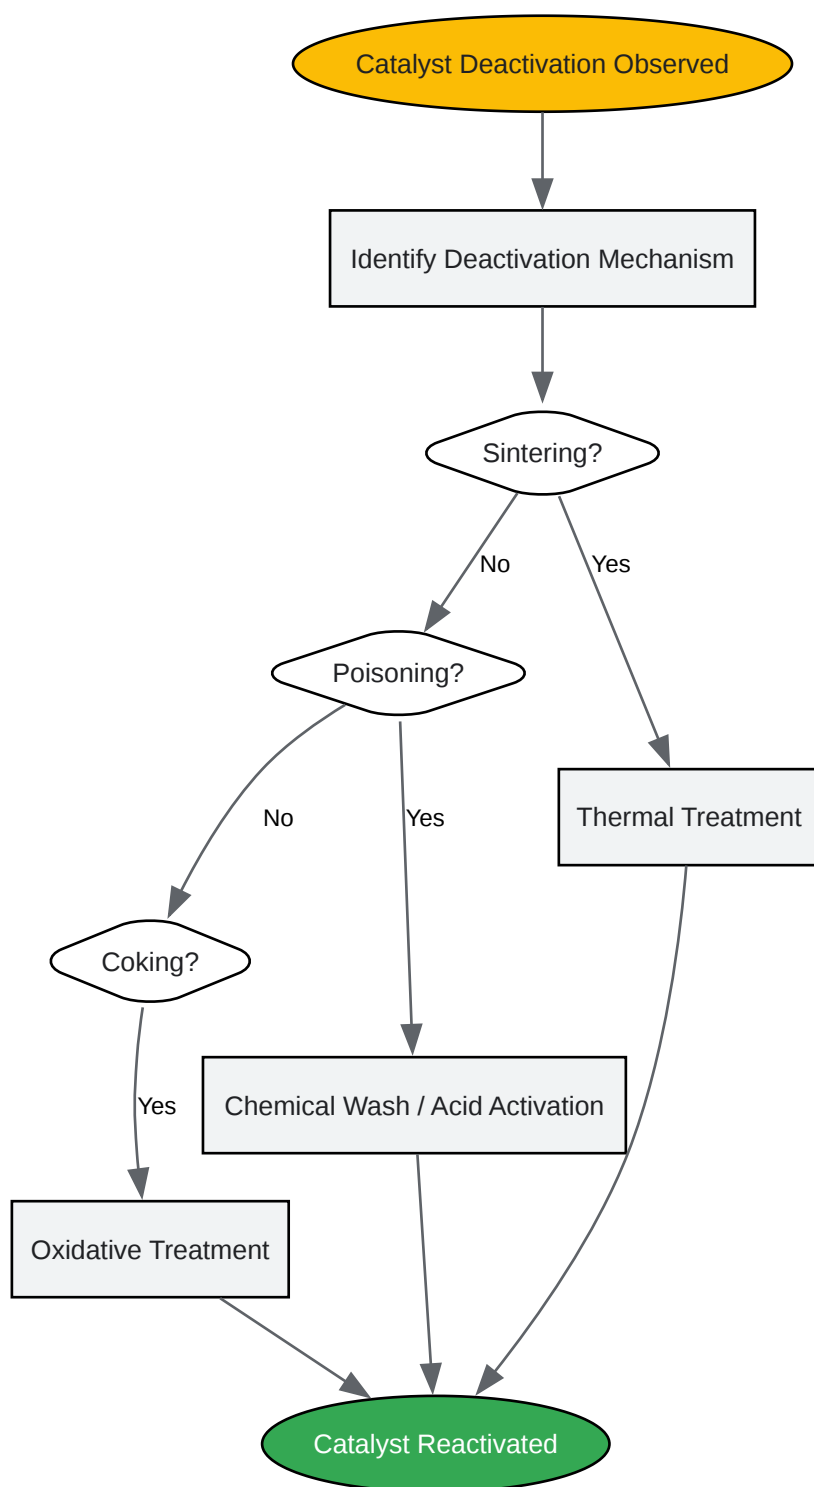 Catalyst Deactivation Observed
Identify Deactivation Mechanism
Sintering?
No
Yes
Poisoning?
Thermal Treatment
No
Yes
Coking?
Chemical Wash / Acid Activation
Yes
Oxidative Treatment
Catalyst Reactivated